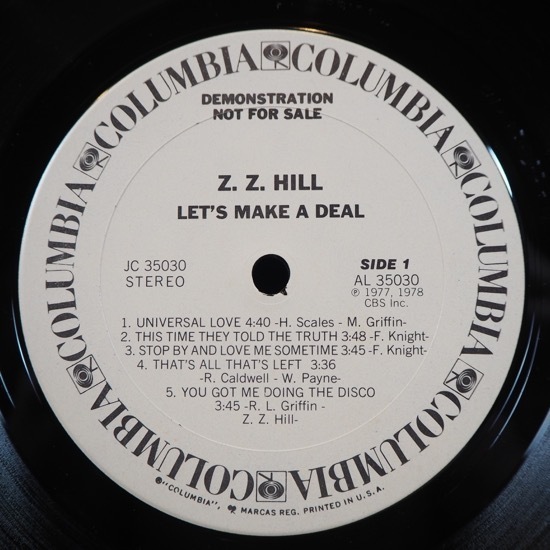 COLUMBIA COLUMBIA COLUMBIA COLUMBIA COLUMBIA COLUMBIA COLUMBIA COLUMBIA
DEMONSTRATION
NOT FOR SALE
Z. Z. HILL
LET'S MAKE A DEAL
JC 35030
STEREO
SIDE 1
AL 35030
℗ 1977, 1978
CBS Inc.
1. UNIVERSAL LOVE 4:40 -H. Scales - M. Griffin-
2. THIS TIME THEY TOLD THE TRUTH 3:48 -F. Knight-
3. STOP BY AND LOVE ME SOMETIME 3:45 -F. Knight-
4. THAT'S ALL THAT'S LEFT 3:36
-R. Caldwell - W. Payne-
5. YOU GOT ME DOING THE DISCO
3:45 -R. L. Griffin -
Z. Z. Hill-
®"COLUMBIA", MARCAS REG. PRINTED IN U.S.A.